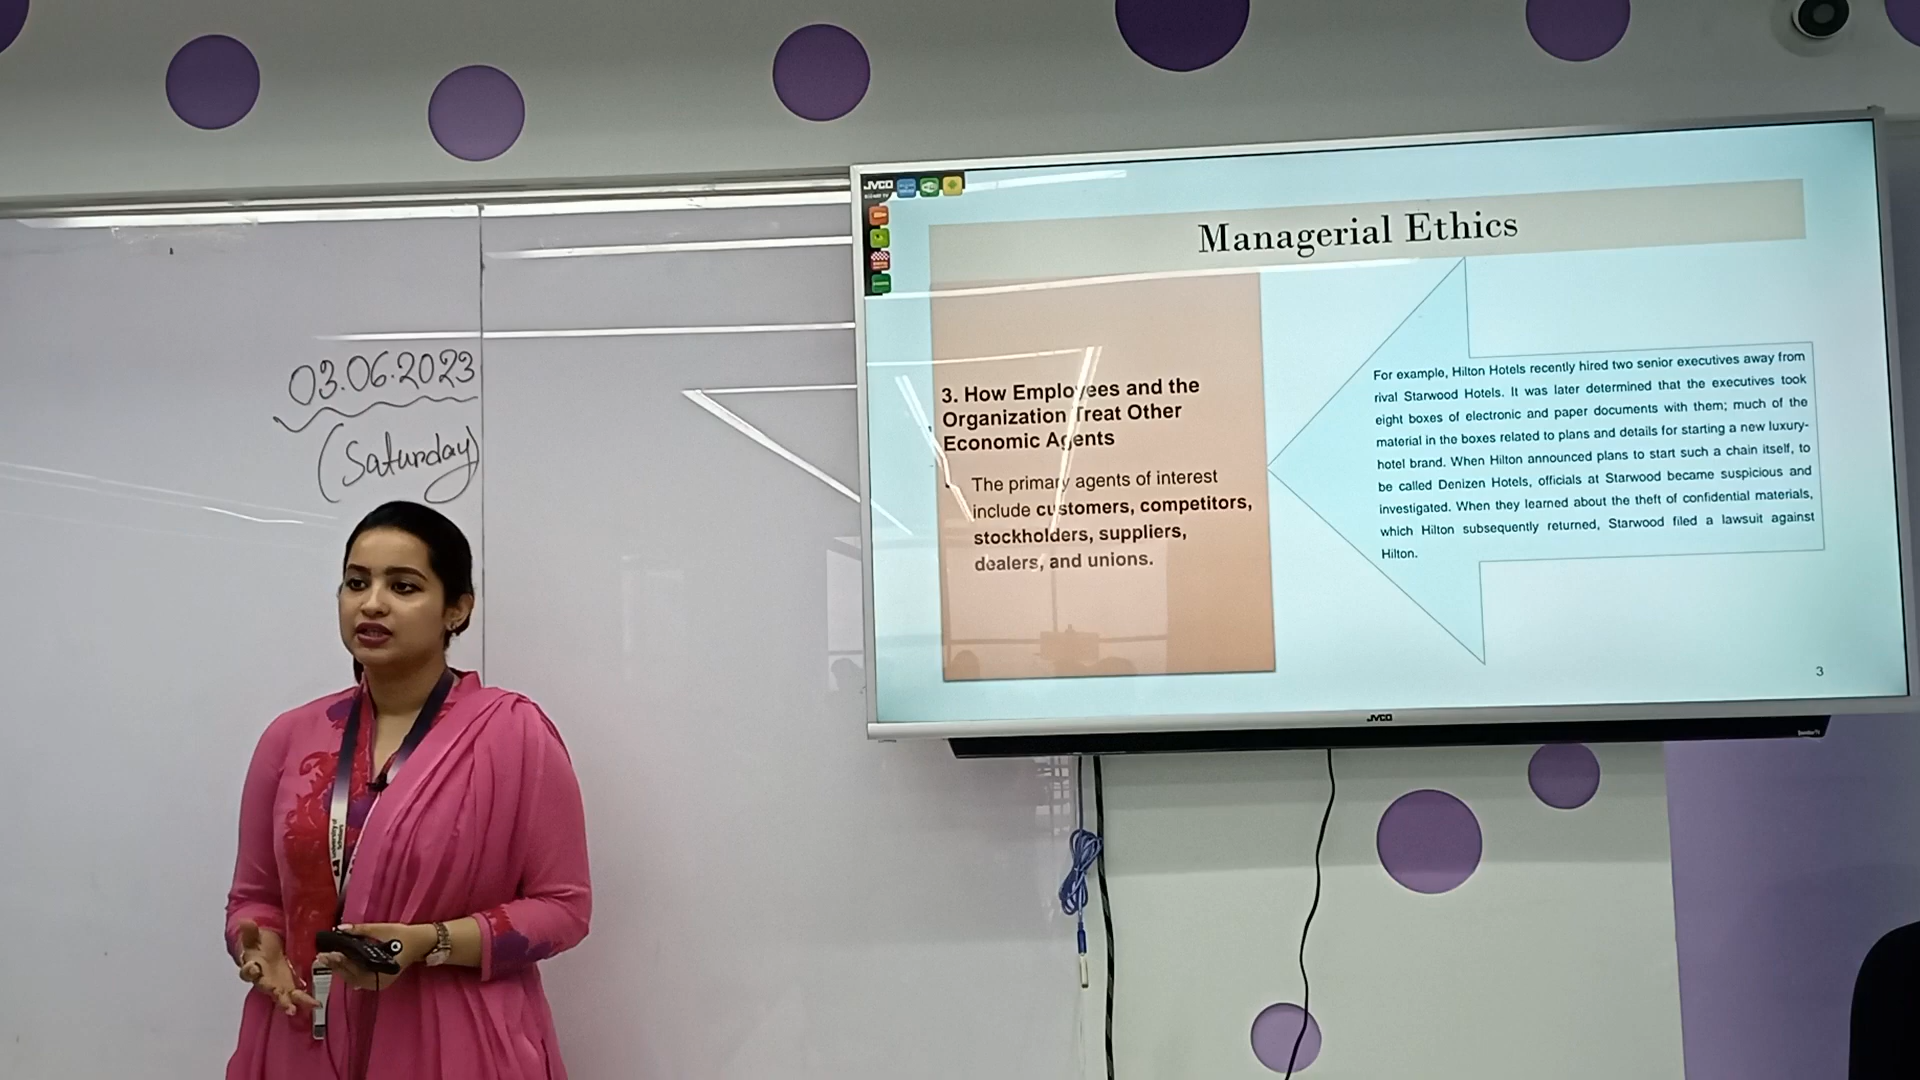 03.06.2023
(Saturday)
JVCO
Managerial Ethics
3. How Employees and the
Organization Treat Other
Economic Agents
The primary agents of interest
include customers, competitors,
stockholders, suppliers,
dealers, and unions.
For example, Hilton Hotels recently hired two senior executives away from
rival Starwood Hotels. It was later determined that the executives took
eight boxes of electronic and paper documents with them; much of the
material in the boxes related to plans and details for starting a new luxury-
hotel brand. When Hilton announced plans to start such a chain itself, to
be called Denizen Hotels, officials at Starwood became suspicious and
investigated. When they learned about the theft of confidential materials,
which Hilton subsequently returned, Starwood filed a lawsuit against
Hilton.
3
JVCO
University of
Scholars